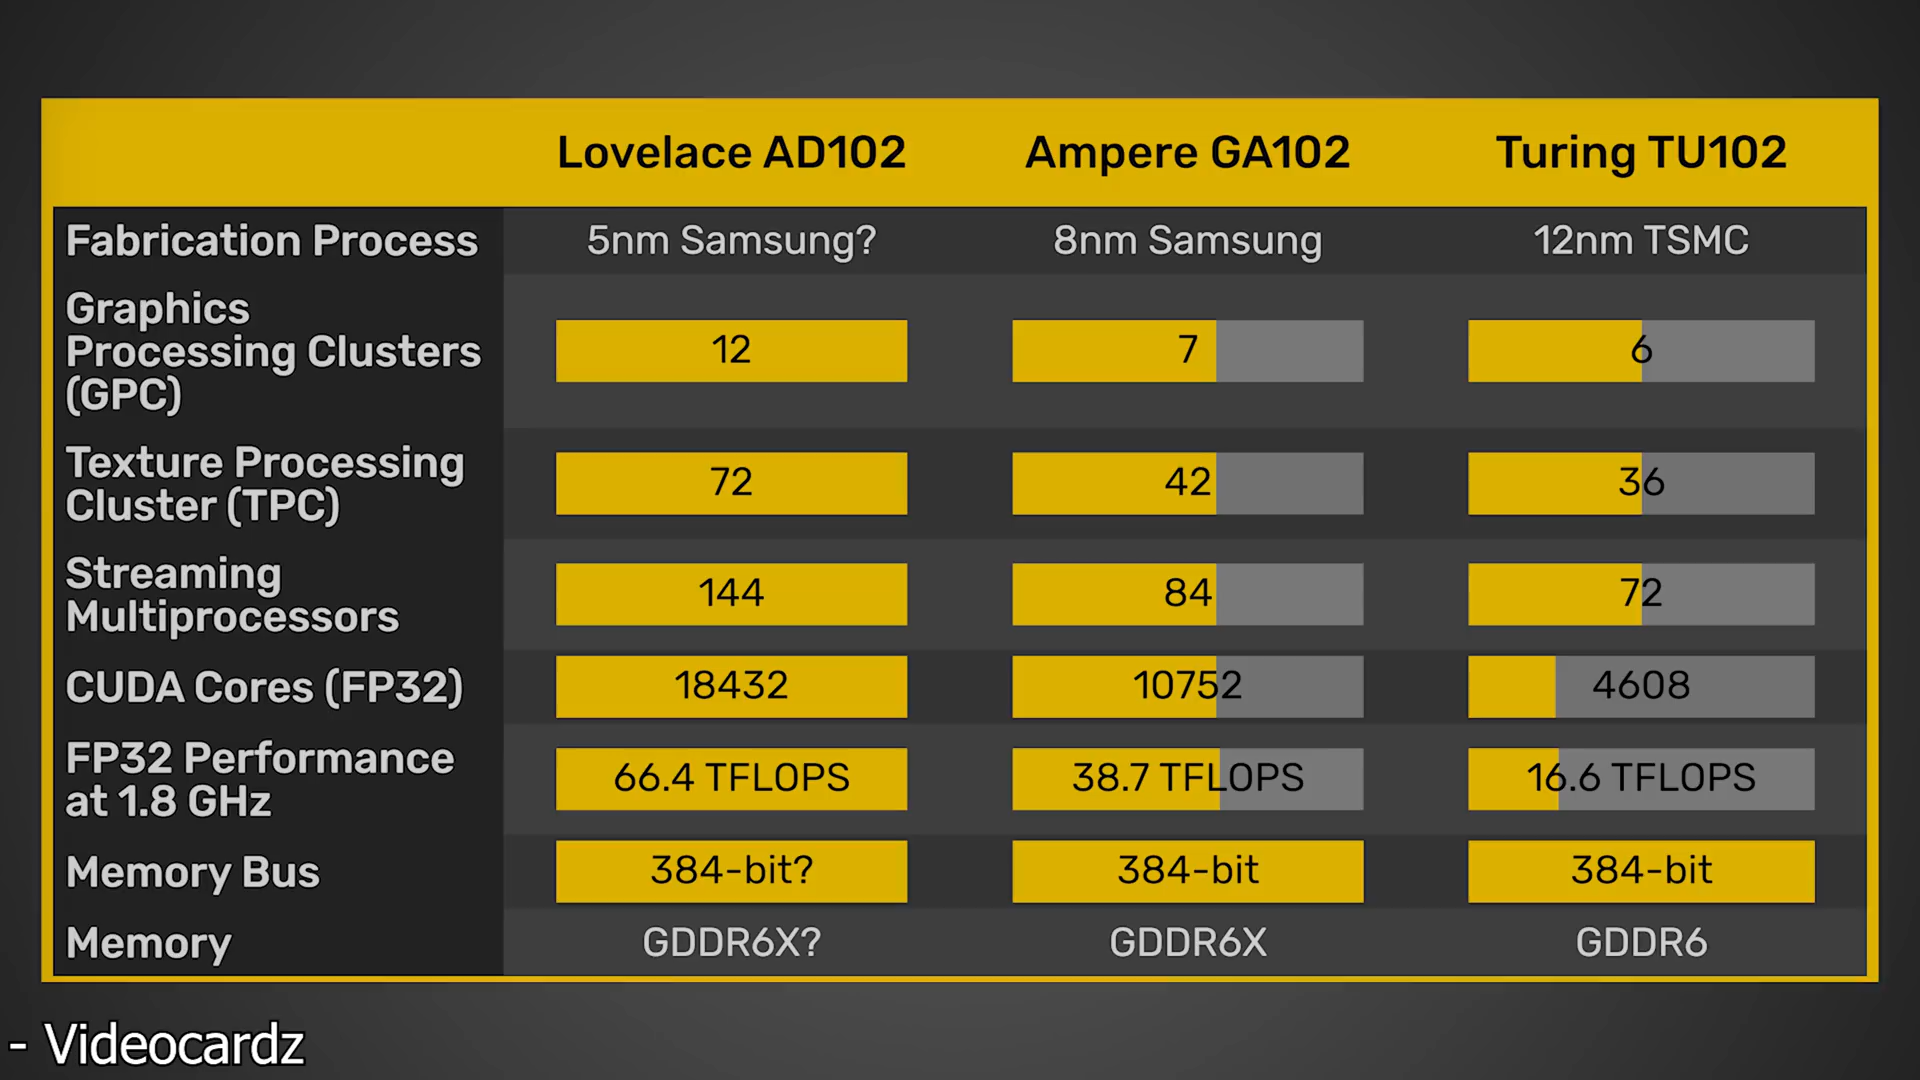 Lovelace AD102 Ampere GA102 Turing TU102
Fabrication Process 5nm Samsung? 8nm Samsung 12nm TSMC
Graphics
Processing Clusters
(GPC) 12 7 6
Texture Processing
Cluster (TPC) 72 42 36
Streaming
Multiprocessors 144 84 72
CUDA Cores (FP32) 18432 10752 4608
FP32 Performance
at 1.8 GHz 66.4 TFLOPS 38.7 TFLOPS 16.6 TFLOPS
Memory Bus 384-bit? 384-bit 384-bit
Memory GDDR6X? GDDR6X GDDR6
- Videocardz